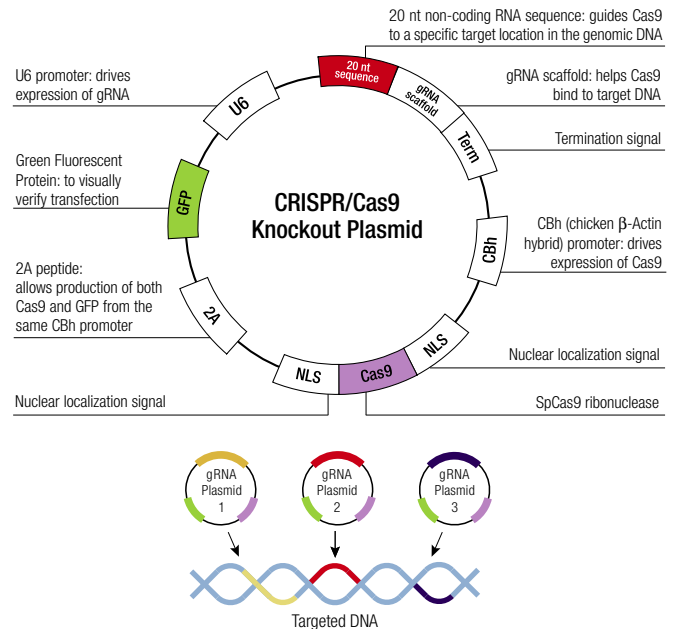 20 nt non-coding RNA sequence: guides Cas9
to a specific target location in the genomic DNA
U6 promoter: drives
expression of gRNA
gRNA scaffold: helps Cas9
bind to target DNA
Termination signal
Green Fluorescent
Protein: to visually
verify transfection
CBh (chicken β-Actin
hybrid) promoter: drives
expression of Cas9
2A peptide:
allows production of both
Cas9 and GFP from the
same CBh promoter
Nuclear localization signal
Nuclear localization signal
SpCas9 ribonuclease
20 nt
sequence
gRNA
scaffold
Term
CBh
NLS
Cas9
NLS
2A
GFP
U6
CRISPR/Cas9
Knockout Plasmid
gRNA
Plasmid
1
gRNA
Plasmid
2
gRNA
Plasmid
3
Targeted DNA